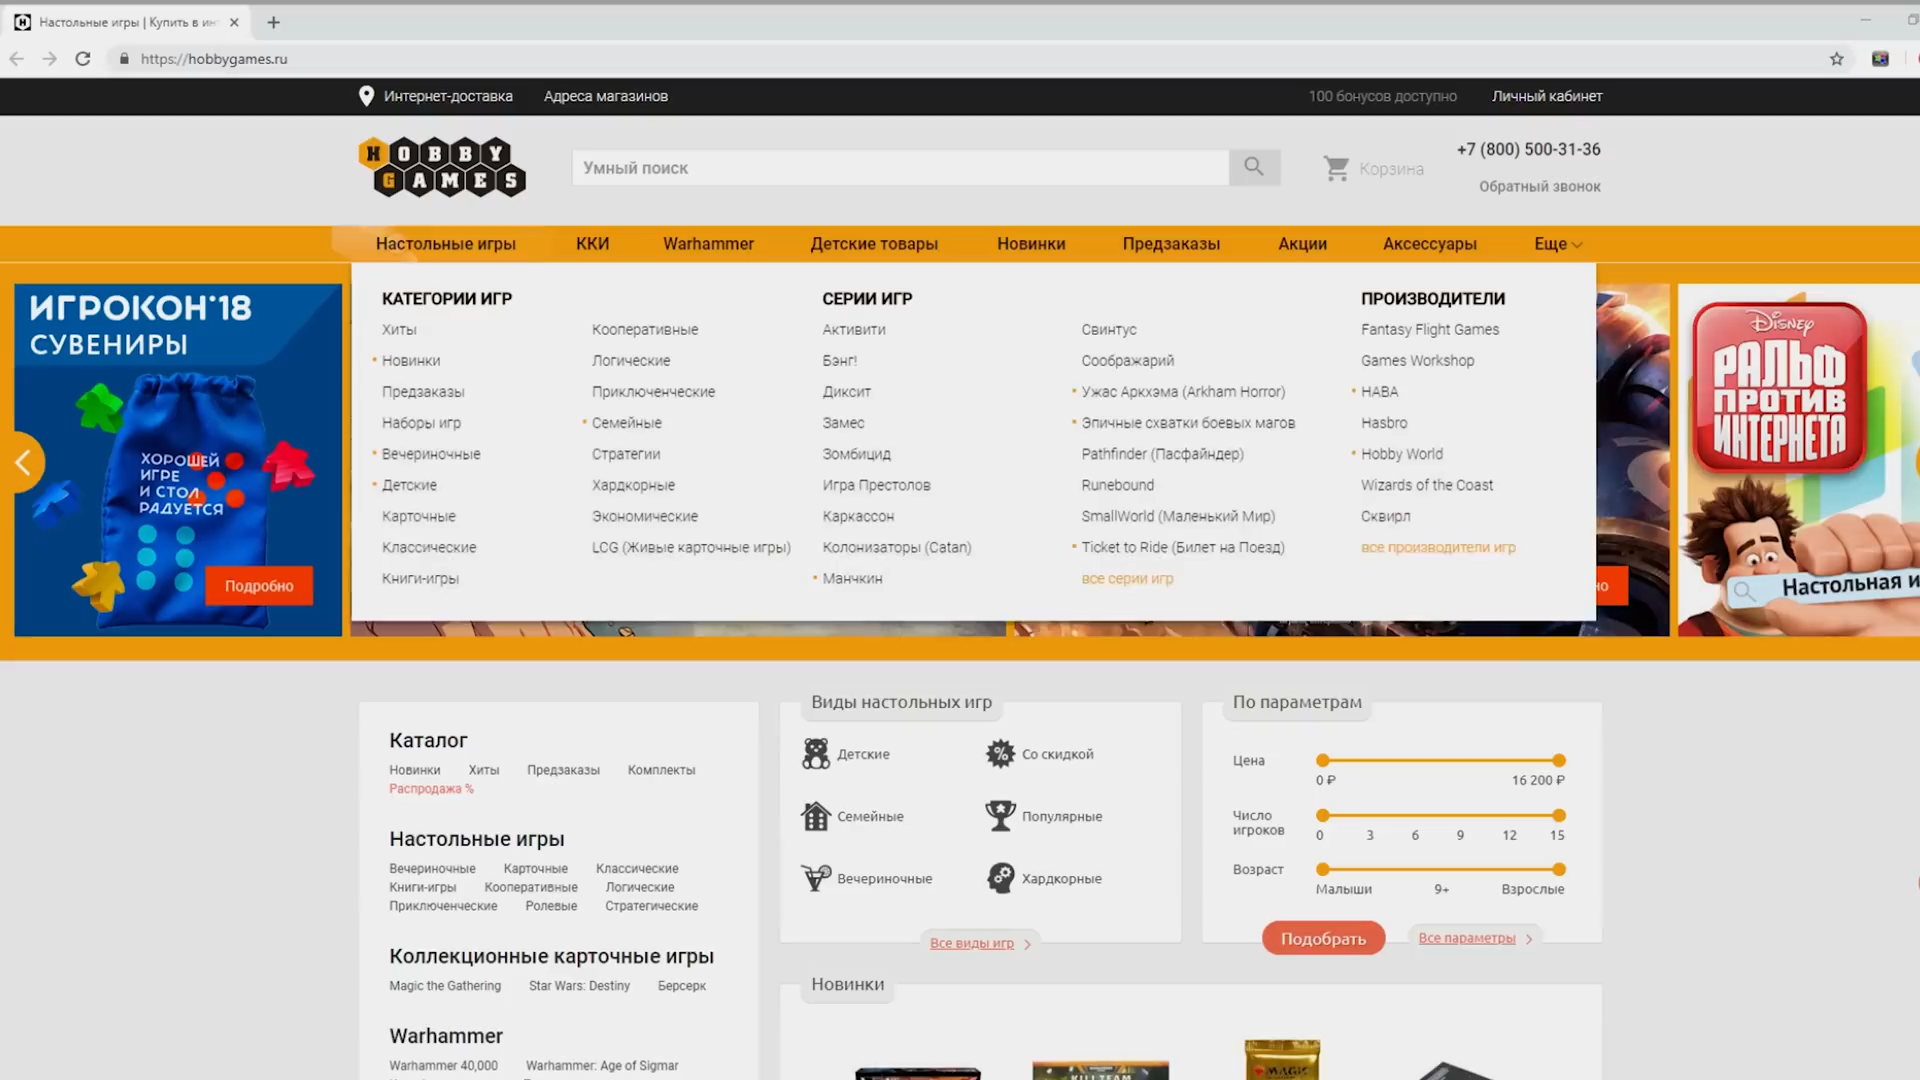 Настольные игры | Купить в ин
https://hobbygames.ru
Интернет-доставка
Адреса магазинов
100 бонусов доступно
Личный кабинет
HOBBY
GAMES
Умный поиск
Корзина
+7 (800) 500-31-36
Обратный звонок
Настольные игры
ККИ
Warhammer
Детские товары
Новинки
Предзаказы
Акции
Аксессуары
Еще
КАТЕГОРИИ ИГР
Хиты
Новинки
Предзаказы
Наборы игр
Вечериночные
Детские
Карточные
Классические
Книги-игры
Кооперативные
Логические
Приключенческие
Семейные
Стратегии
Хардкорные
Экономические
LCG (Живые карточные игры)
СЕРИИ ИГР
Активити
Бэнг!
Диксит
Замес
Зомбицид
Игра Престолов
Каркассон
Колонизаторы (Catan)
Манчкин
Свинтус
Соображарий
Ужас Аркхэма (Arkham Horror)
Эпичные схватки боевых магов
Pathfinder (Пасфайндер)
Runebound
SmallWorld (Маленький Мир)
Ticket to Ride (Билет на Поезд)
все серии игр
ПРОИЗВОДИТЕЛИ
Fantasy Flight Games
Games Workshop
HABA
Hasbro
Hobby World
Wizards of the Coast
Сквирл
все производители игр
ИГРОКОН'18
СУВЕНИРЫ
ХОРОШЕЙ
ИГРЕ
И СТОЛ
РАДУЕТСЯ
Подробно
но
Disney
РАЛЬФ
ПРОТИВ
ИНТЕРНЕТА
Настольная и
Каталог
Новинки Хиты Предзаказы Комплекты
Распродажа %
Настольные игры
Вечериночные Карточные Классические
Книги-игры Кооперативные Логические
Приключенческие Ролевые Стратегические
Коллекционные карточные игры
Magic the Gathering Star Wars: Destiny Берсерк
Warhammer
Warhammer 40,000 Warhammer: Age of Sigmar
Виды настольных игр
Детские
Со скидкой
Семейные
Популярные
Вечериночные
Хардкорные
Все виды игр
По параметрам
Цена
0 ₽ 16 200 ₽
Число
игроков
0 3 6 9 12 15
Возраст
Малыши 9+ Взрослые
Подобрать
Все параметры
Новинки
KILL TEAM
MAGIC